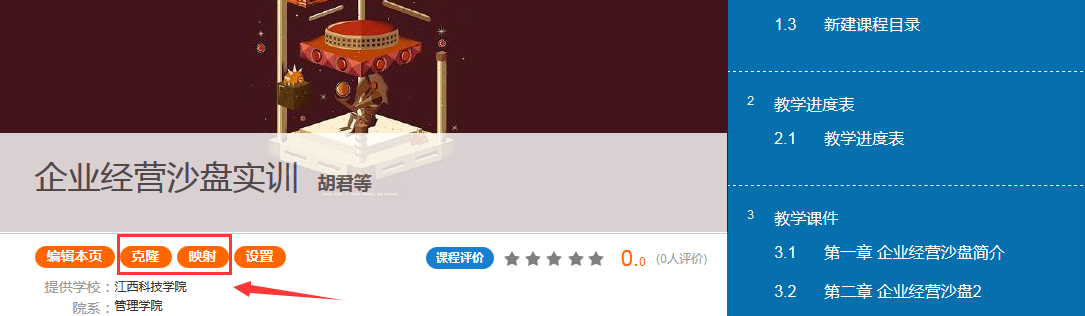 企业经营沙盘实训 胡君等
编辑本页 克隆 映射 设置
课程评价 0.0 (0人评价)
提供学校：江西科技学院
院系：管理学院
1.3 新建课程目录
2 教学进度表
2.1 教学进度表
3 教学课件
3.1 第一章 企业经营沙盘简介
3.2 第二章 企业经营沙盘2